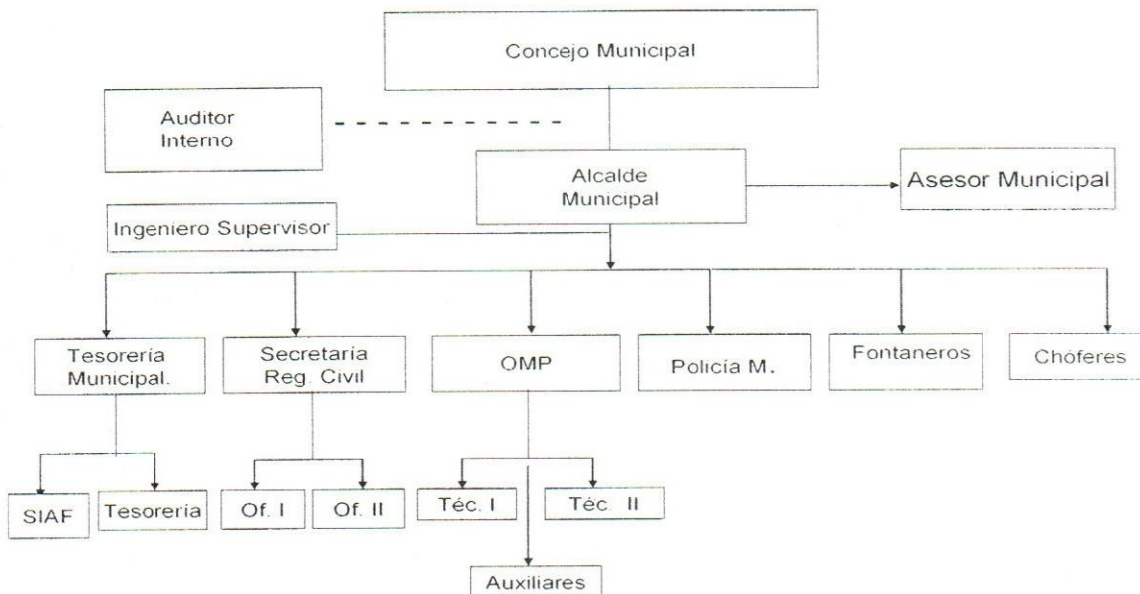 Concejo Municipal
Auditor
Interno
Alcalde
Municipal
Asesor Municipal
Ingeniero Supervisor
Tesorería
Municipal.
Secretaría
Reg. Civil
OMP
Policía M.
Fontaneros
Chóferes
SIAF
Tesorería
Of. I
Of. II
Téc. I
Téc. II
Auxiliares